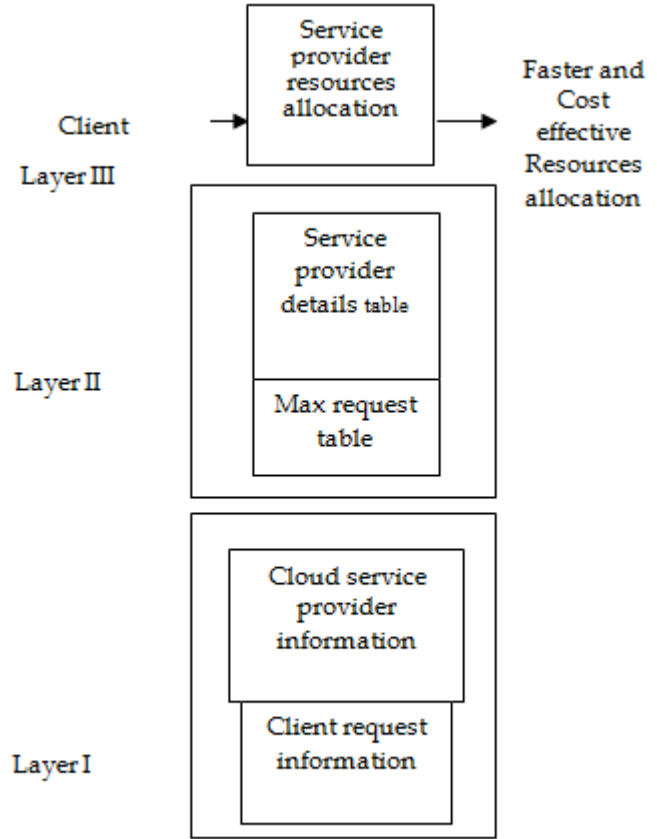 Service
provider
resources
allocation
Client
Layer III
Faster and
Cost
effective
Resources
allocation
Service
provider
details table
Layer II
Max request
table
Cloud service
provider
information
Client request
information
Layer I